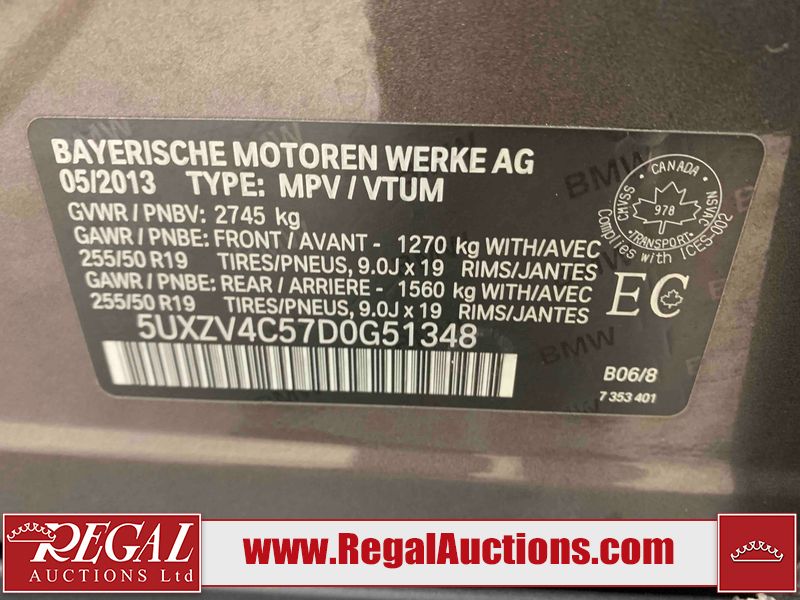 BAYERISCHE MOTOREN WERKE AG
05/2013 TYPE: MPV / VTUM
GVWR / PNBV: 2745 kg
GAWR / PNBE: FRONT / AVANT - 1270 kg WITH/AVEC
255/50 R19 TIRES/PNEUS, 9.0J x 19 RIMS/JANTES
GAWR / PNBE: REAR / ARRIERE - 1560 kg WITH/AVEC
255/50 R19 TIRES/PNEUS, 9.0J x 19 RIMS/JANTES
5UXZV4C57D0G51348
CANADA
CMVSS NSVAC
978
TRANSPORT
Complies with ICES-002
EC
BMW
BMW
B06/8
7 353 401
REGAL
AUCTIONS Ltd
www.RegalAuctions.com